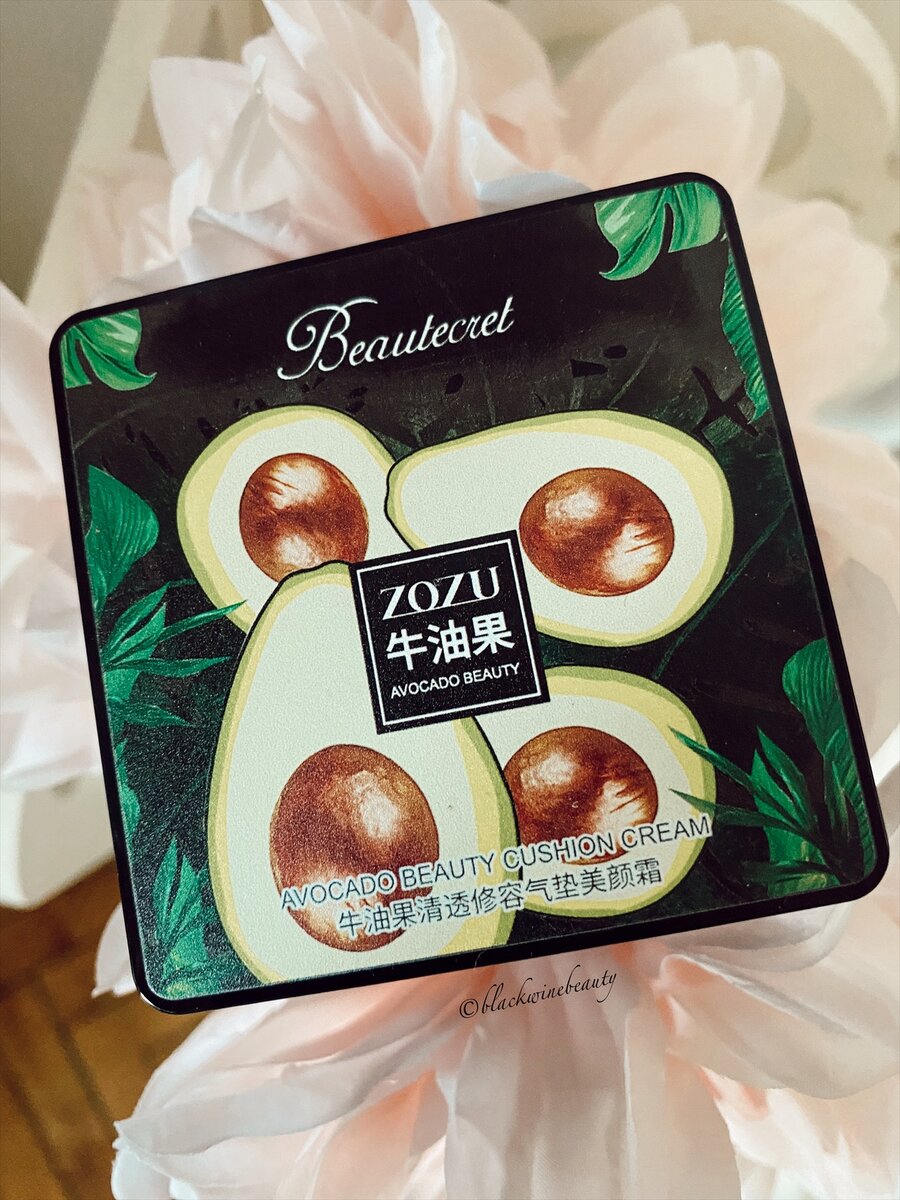 Beautecret
ZOZU
牛油果
AVOCADO BEAUTY
AVOCADO BEAUTY CUSHION CREAM
牛油果清透修容气垫美颜霜
©blackwinebeauty